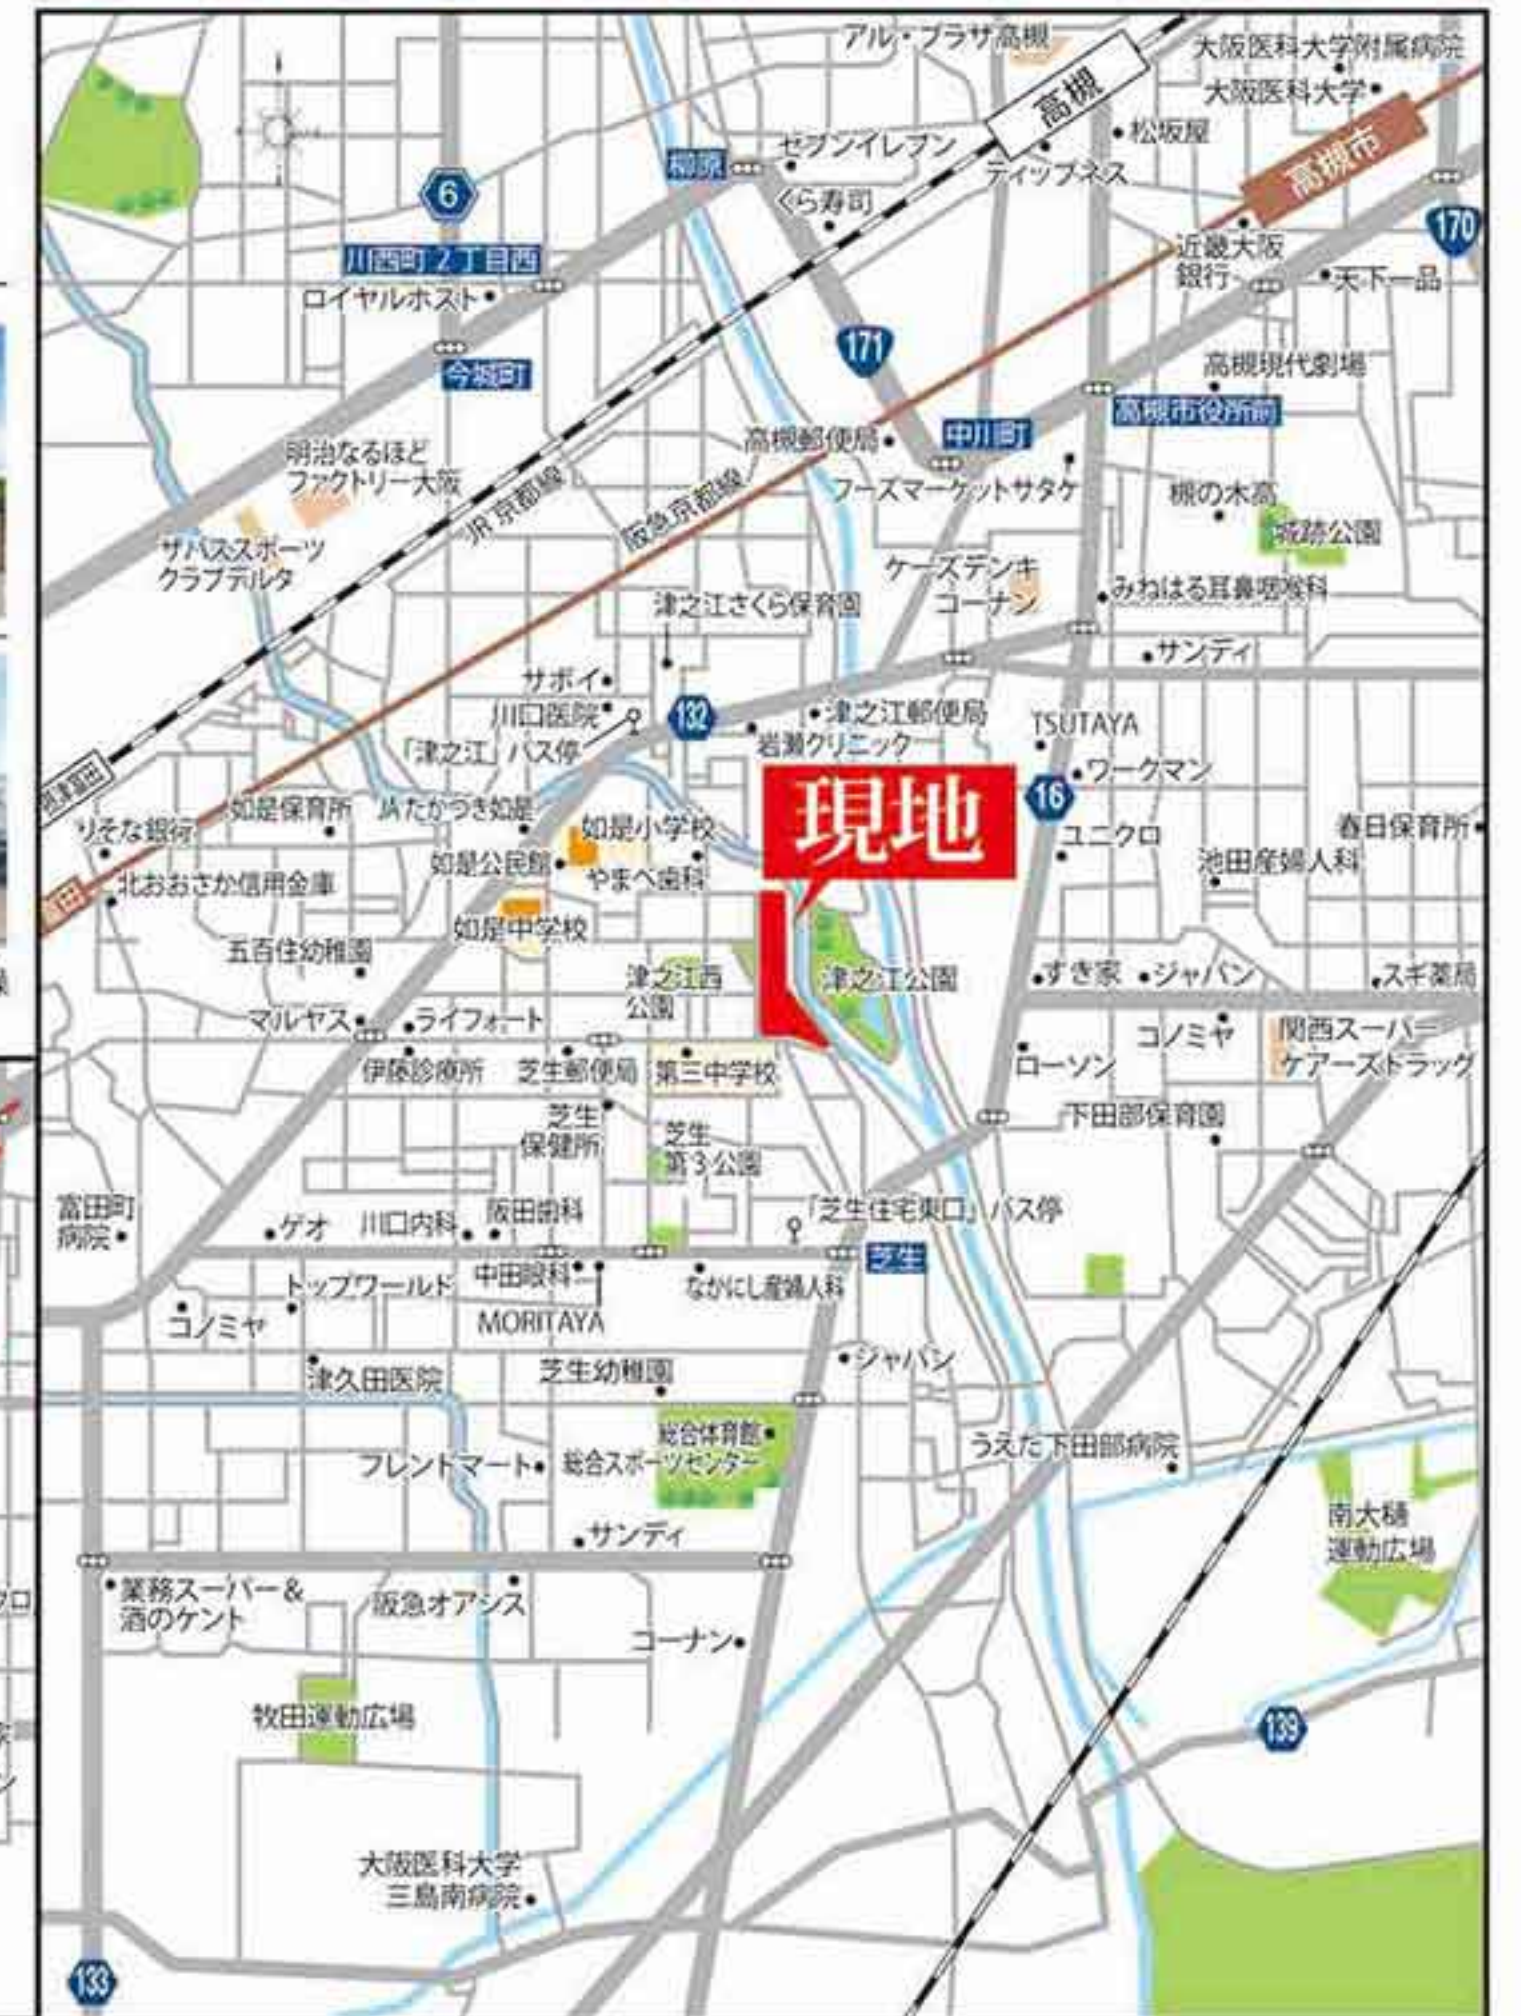 アル・プラザ高槻
大阪医科大学附属病院
大阪医科大学
高槻
松坂屋
高槻市
セブンイレブン
柳原
ティップネス
6
くら寿司
170
川西町2丁目西
近畿大阪
銀行
天下一品
ロイヤルホスト
171
今城町
高槻現代劇場
高槻市役所前
中川町
高槻郵便局
明治なるほど
ファクトリー大阪
JR京都線
阪急京都線
フーズマーケットサタケ
槻の木高
城跡公園
サバススポーツ
クラブデルタ
ケーズデンキ
コーナン
みねはる耳鼻咽喉科
津之江さくら保育園
サンディ
サボイ
川口医院
132
津之江郵便局
TSUTAYA
「津之江」バス停
岩瀬クリニック
ワークマン
摂津富田
現地
16
如是保育所
JAたかつき如是
りそな銀行
如是小学校
ユニクロ
春日保育所
如是公民館
やまべ歯科
池田産婦人科
北おおさか信用金庫
如是中学校
五百住幼稚園
津之江西
公園
津之江公園
すき家
ジャパン
スギ薬局
マルヤス
ライフォート
コノミヤ
関西スーパー
ケアーズドラッグ
伊藤診療所
芝生郵便局
第三中学校
ローソン
芝生
保健所
芝生
第3公園
下田部保育園
富田町
病院
ゲオ
川口内科
阪田歯科
「芝生住宅東口」バス停
芝生
トップワールド
中田眼科
なかにし産婦人科
コノミヤ
MORITAYA
ジャパン
津久田医院
芝生幼稚園
総合体育館
総合スポーツセンター
フレンドマート
うえだ下田部病院
サンディ
南大樋
運動広場
業務スーパー&
酒のケント
阪急オアシス
コーナン
牧田運動広場
139
大阪医科大学
三島南病院
133